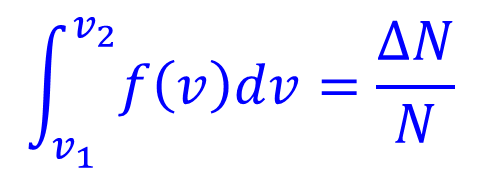 ∫_{v₁}^{v₂} f(v)dv = ΔN/N